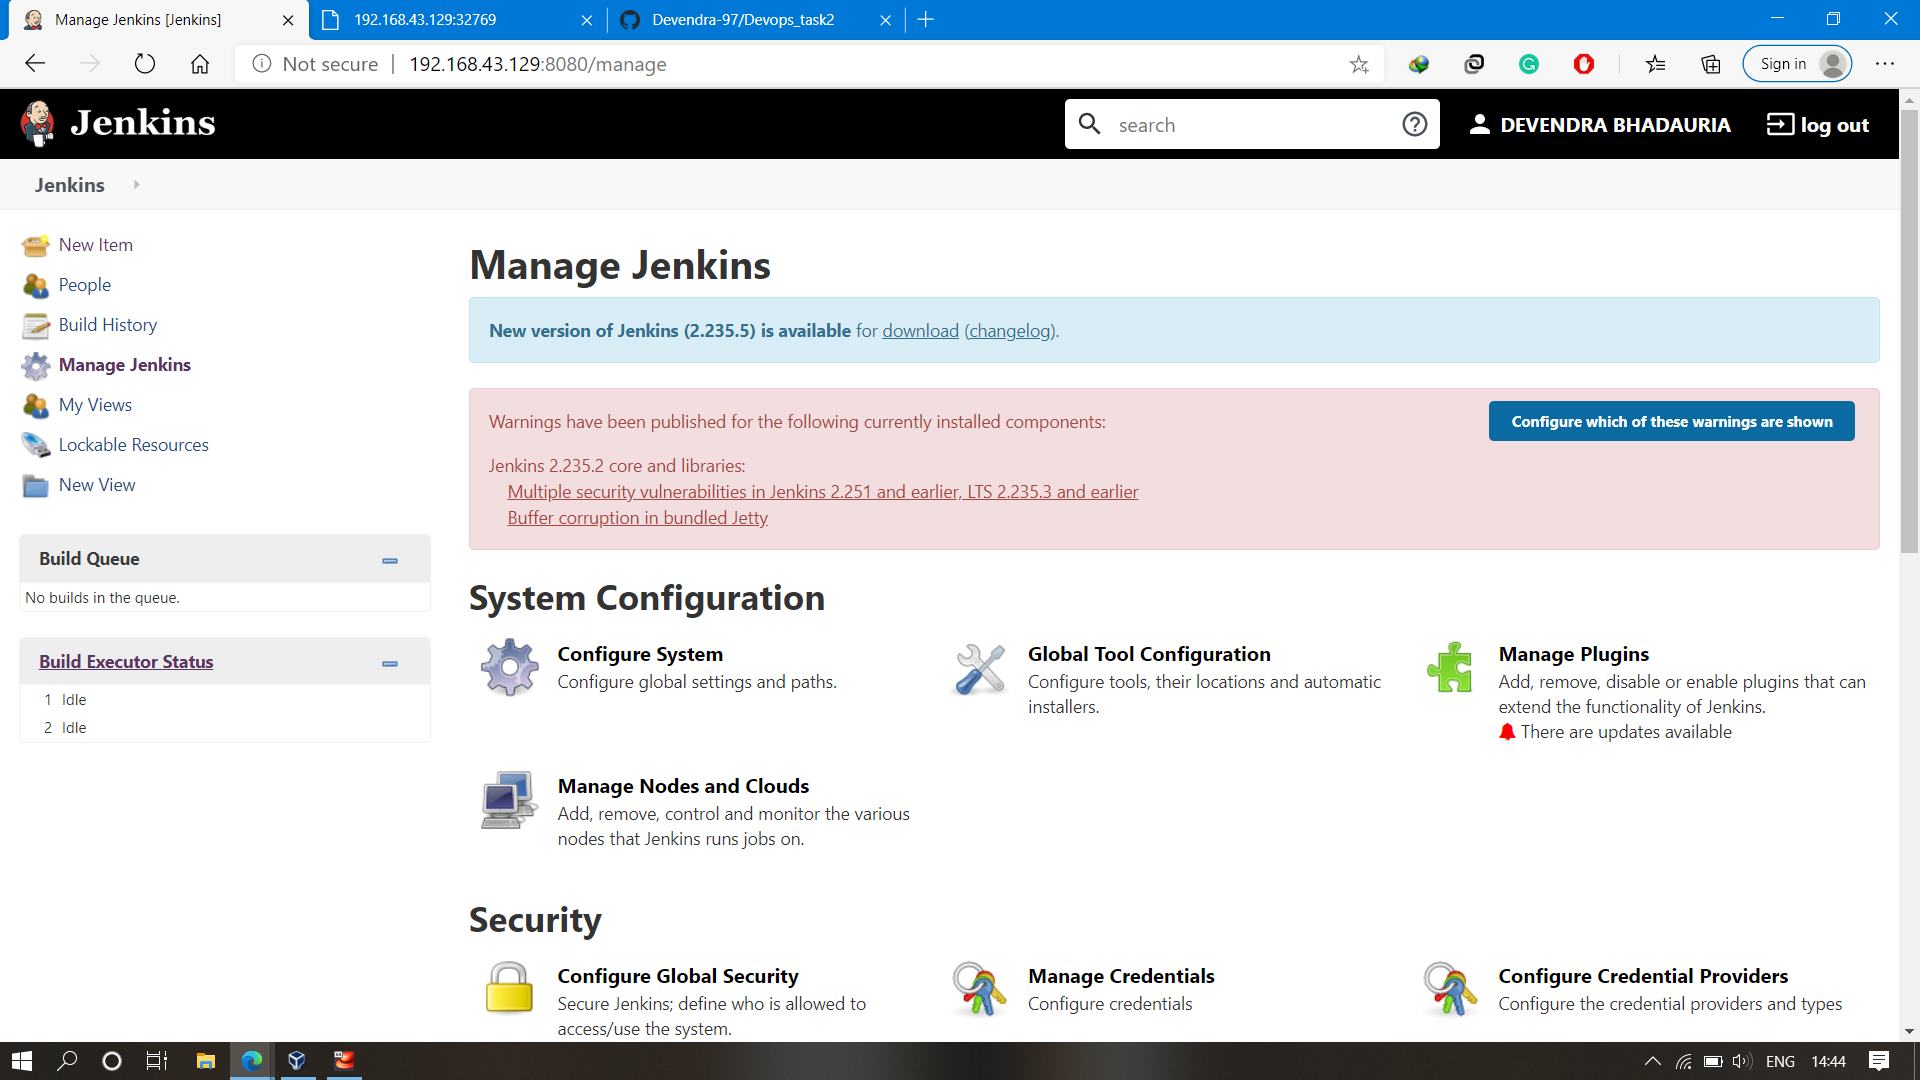 Manage Jenkins [Jenkins]
192.168.43.129:32769
Devendra-97/Devops_task2
Not secure
192.168.43.129:8080/manage
Sign in
Jenkins
search
DEVENDRA BHADAURIA
log out
Jenkins
New Item
People
Build History
Manage Jenkins
My Views
Lockable Resources
New View
Build Queue
No builds in the queue.
Build Executor Status
1 Idle
2 Idle
Manage Jenkins
New version of Jenkins (2.235.5) is available for download (changelog).
Warnings have been published for the following currently installed components:
Configure which of these warnings are shown
Jenkins 2.235.2 core and libraries:
Multiple security vulnerabilities in Jenkins 2.251 and earlier, LTS 2.235.3 and earlier
Buffer corruption in bundled Jetty
System Configuration
Configure System
Configure global settings and paths.
Global Tool Configuration
Configure tools, their locations and automatic
installers.
Manage Plugins
Add, remove, disable or enable plugins that can
extend the functionality of Jenkins.
There are updates available
Manage Nodes and Clouds
Add, remove, control and monitor the various
nodes that Jenkins runs jobs on.
Security
Configure Global Security
Secure Jenkins; define who is allowed to
access/use the system.
Manage Credentials
Configure credentials
Configure Credential Providers
Configure the credential providers and types
ENG
14:44